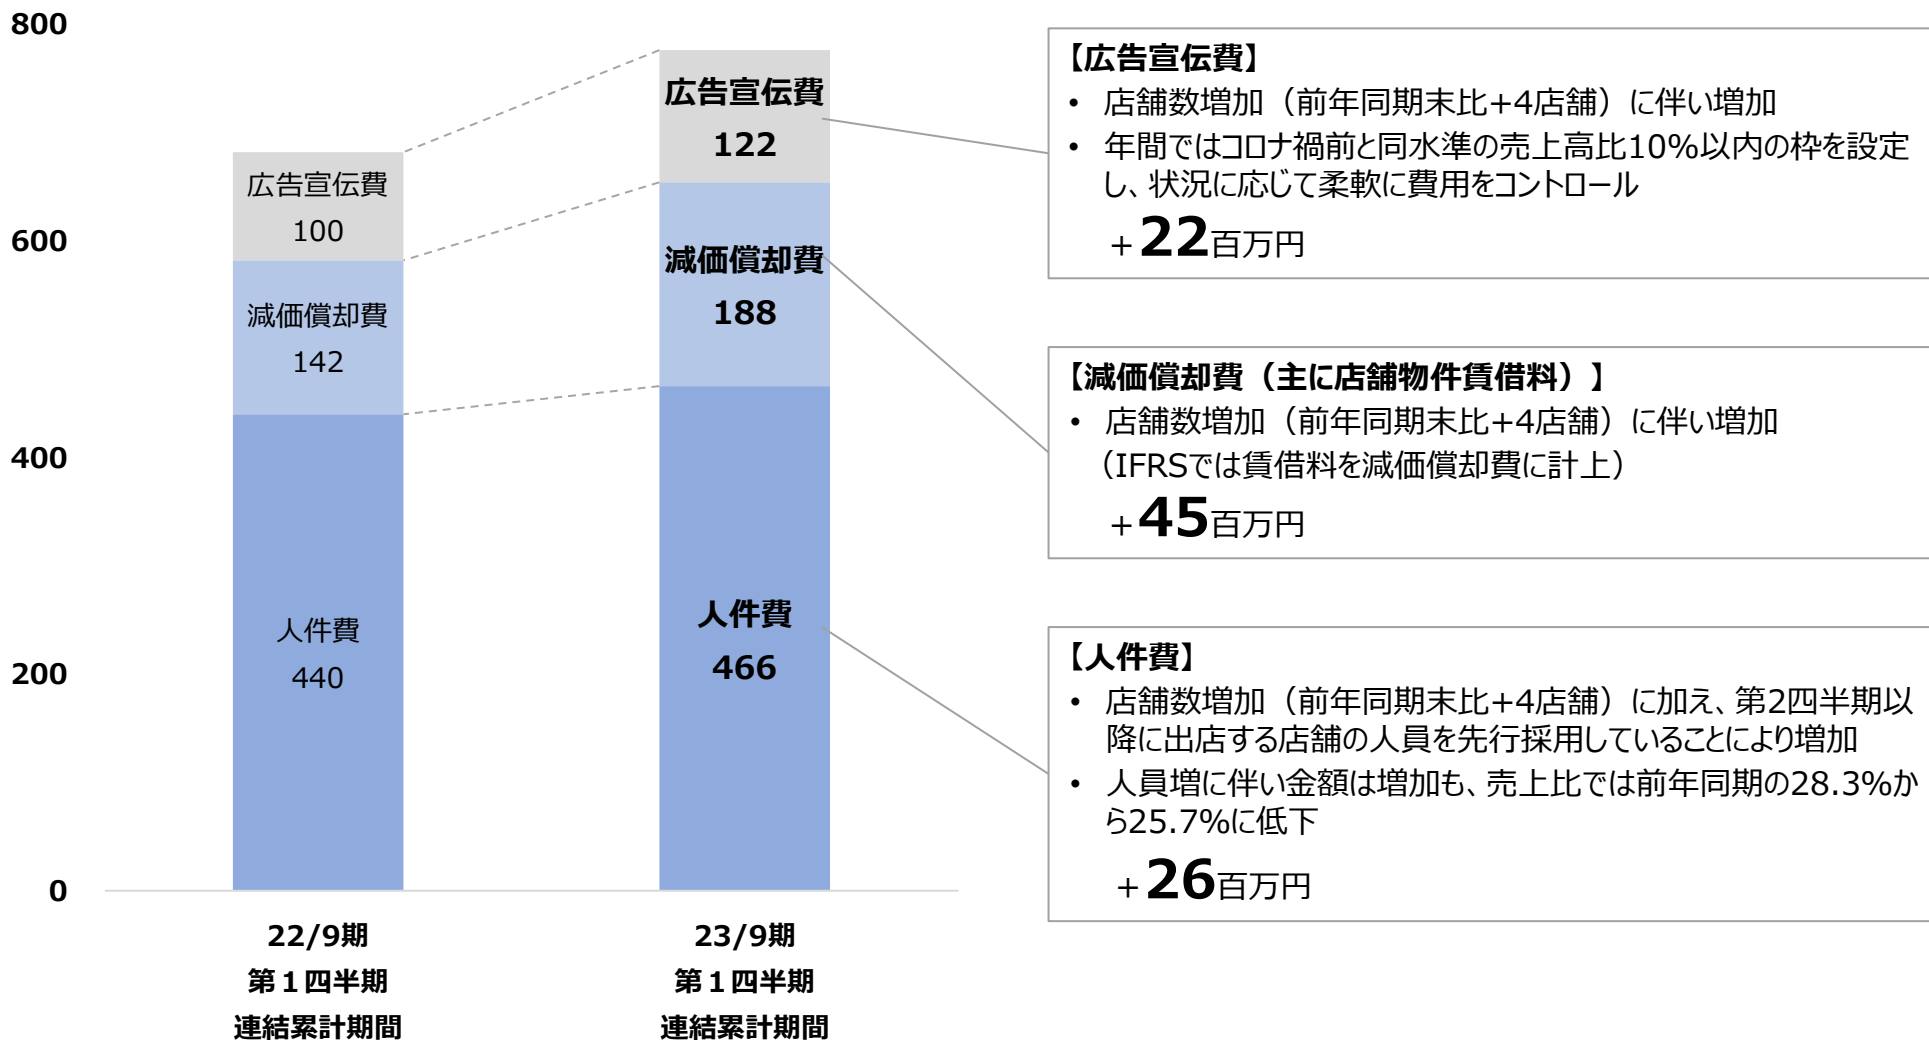 800
600
400
200
0
広告宣伝費
100
減価償却費
142
人件費
440
広告宣伝費
122
減価償却費
188
人件費
466
22/9期
第１四半期
連結累計期間
23/9期
第１四半期
連結累計期間
【広告宣伝費】
• 店舗数増加（前年同期末比+4店舗）に伴い増加
• 年間ではコロナ禍前と同水準の売上高比10%以内の枠を設定
し、状況に応じて柔軟に費用をコントロール
+22百万円
【減価償却費（主に店舗物件賃借料）】
• 店舗数増加（前年同期末比+4店舗）に伴い増加
（IFRSでは賃借料を減価償却費に計上）
+45百万円
【人件費】
• 店舗数増加（前年同期末比+4店舗）に加え、第2四半期以
降に出店する店舗の人員を先行採用していることにより増加
• 人員増に伴い金額は増加も、売上比では前年同期の28.3%か
ら25.7%に低下
+26百万円